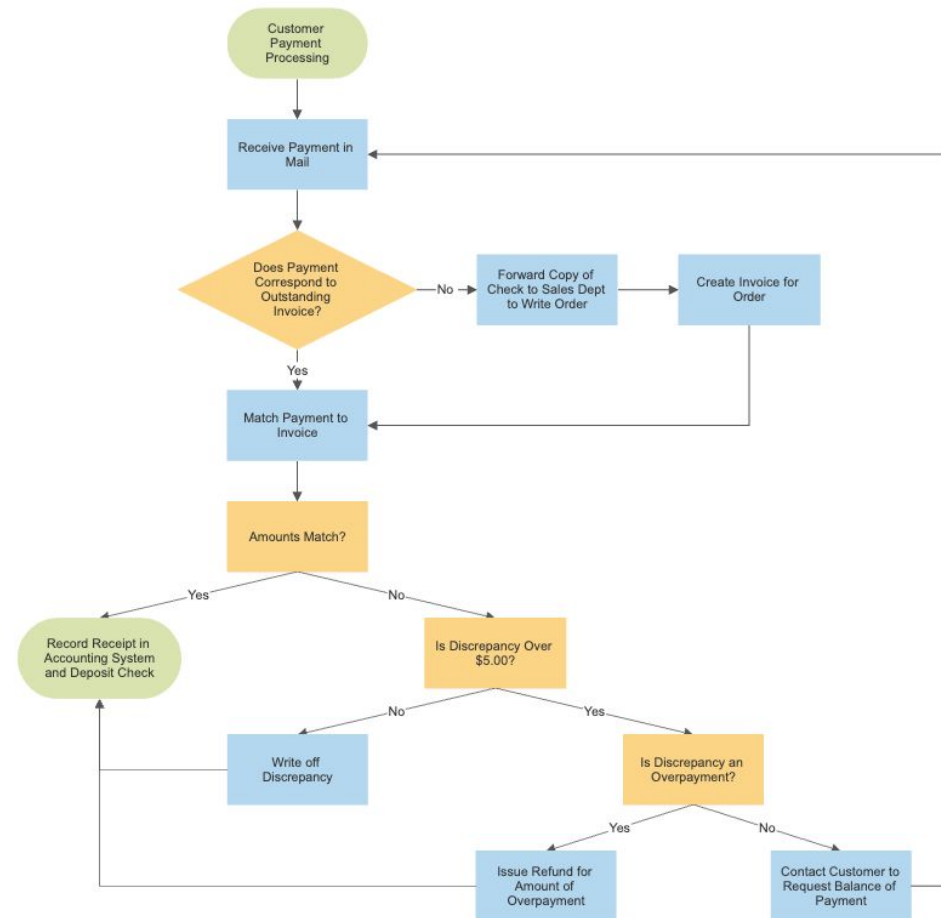 Customer
Payment
Processing
Receive Payment in
Mail
Does Payment
Correspond to
Outstanding
Invoice?
No
Forward Copy of
Check to Sales Dept
to Write Order
Create Invoice for
Order
Yes
Match Payment to
Invoice
Amounts Match?
Yes
No
Record Receipt in
Accounting System
and Deposit Check
Is Discrepancy Over
$5.00?
No
Yes
Write off
Discrepancy
Is Discrepancy an
Overpayment?
Yes
No
Issue Refund for
Amount of
Overpayment
Contact Customer to
Request Balance of
Payment